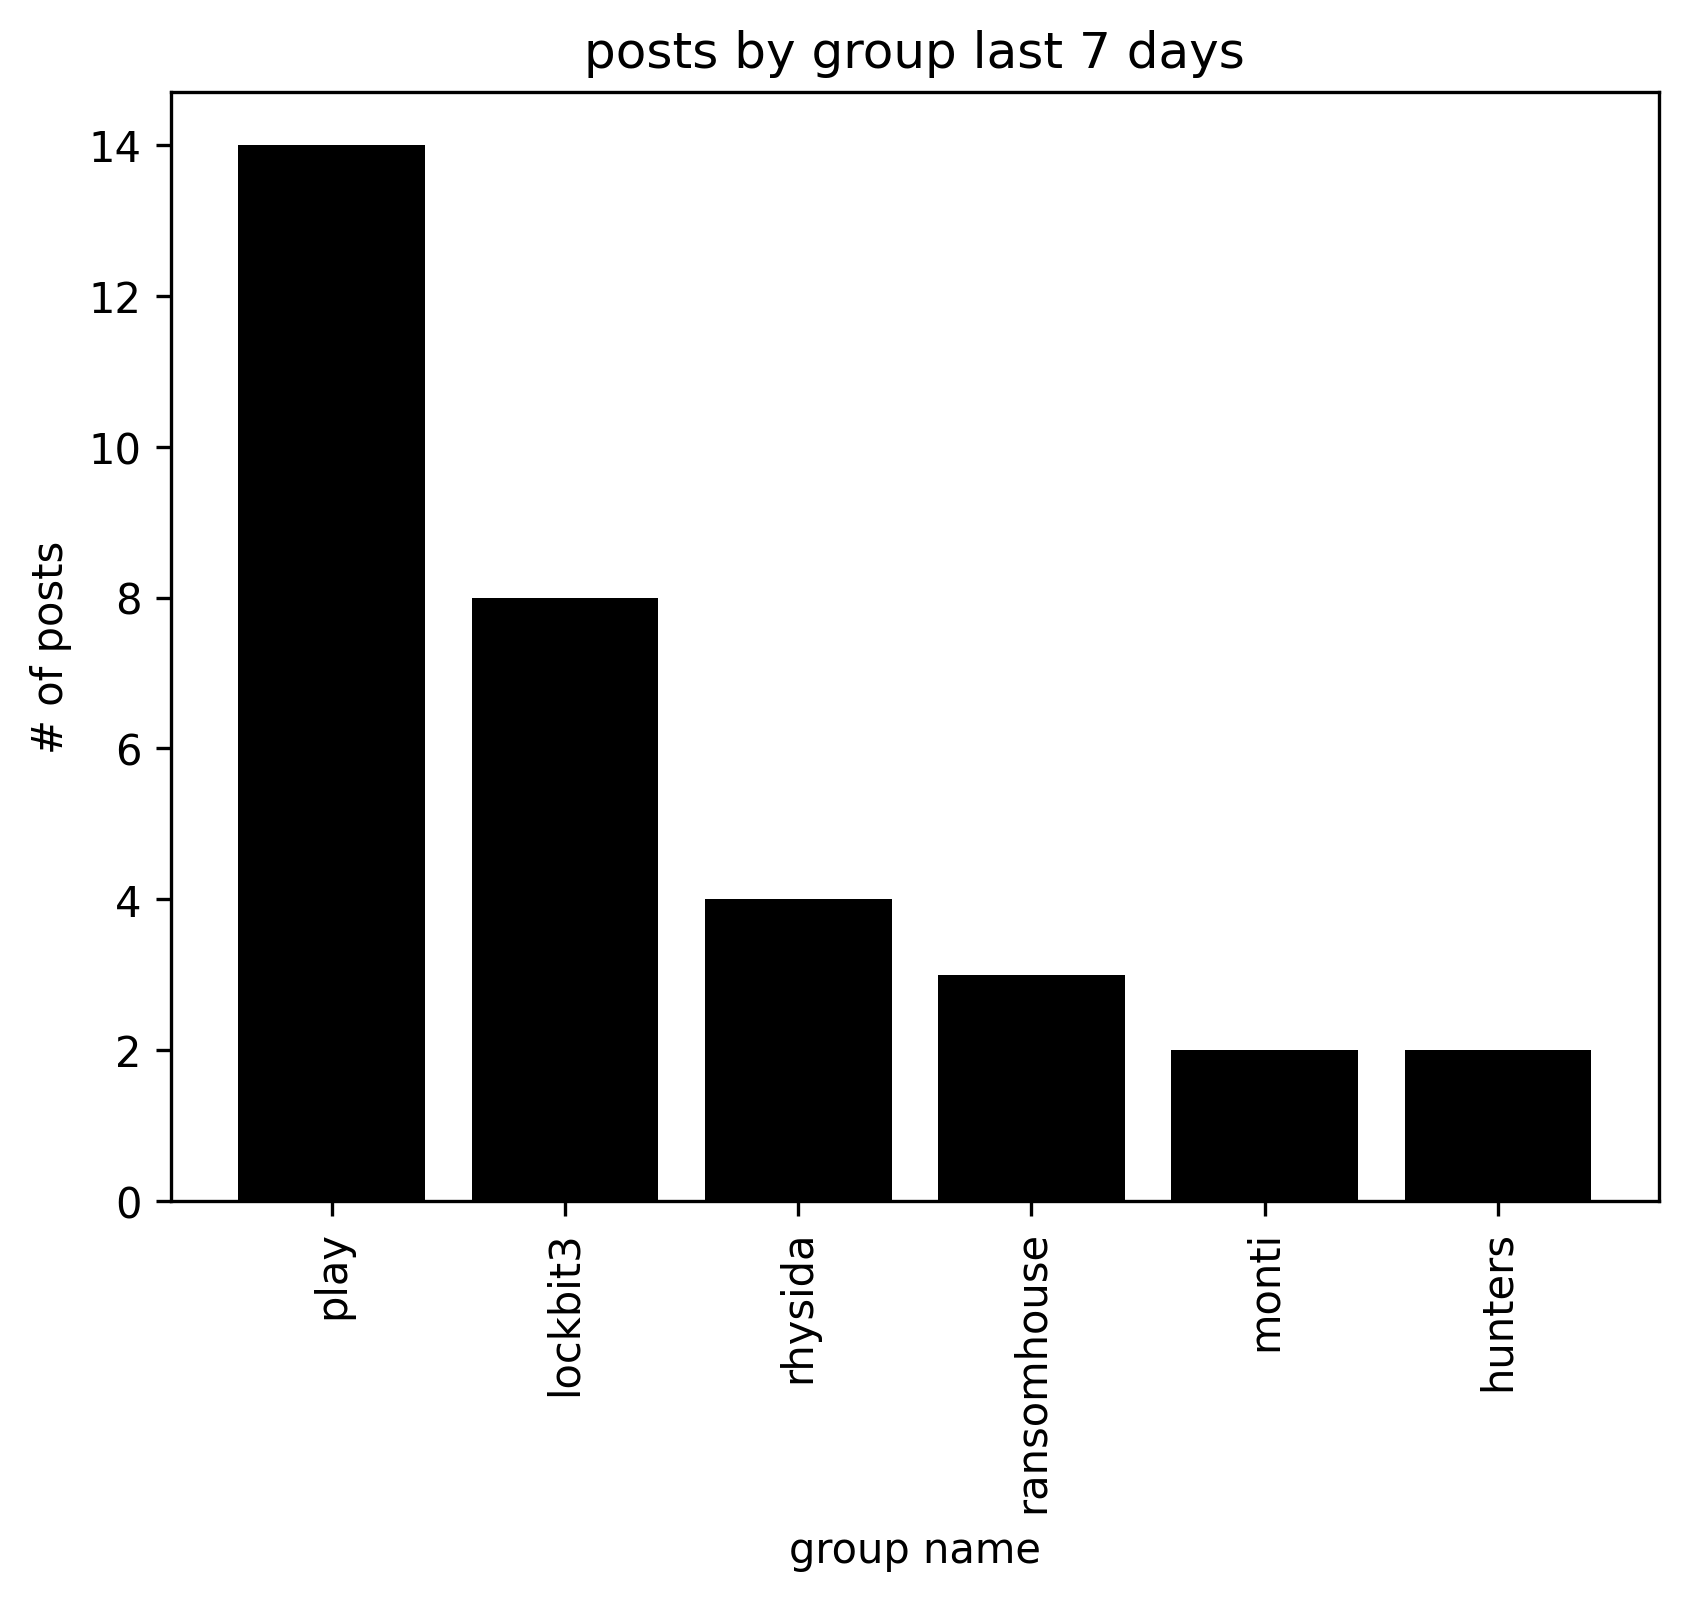 posts by group last 7 days
14
12
10
8
6
4
2
0
# of posts
play
lockbit3
rhysida
ransomhouse
monti
hunters
group name